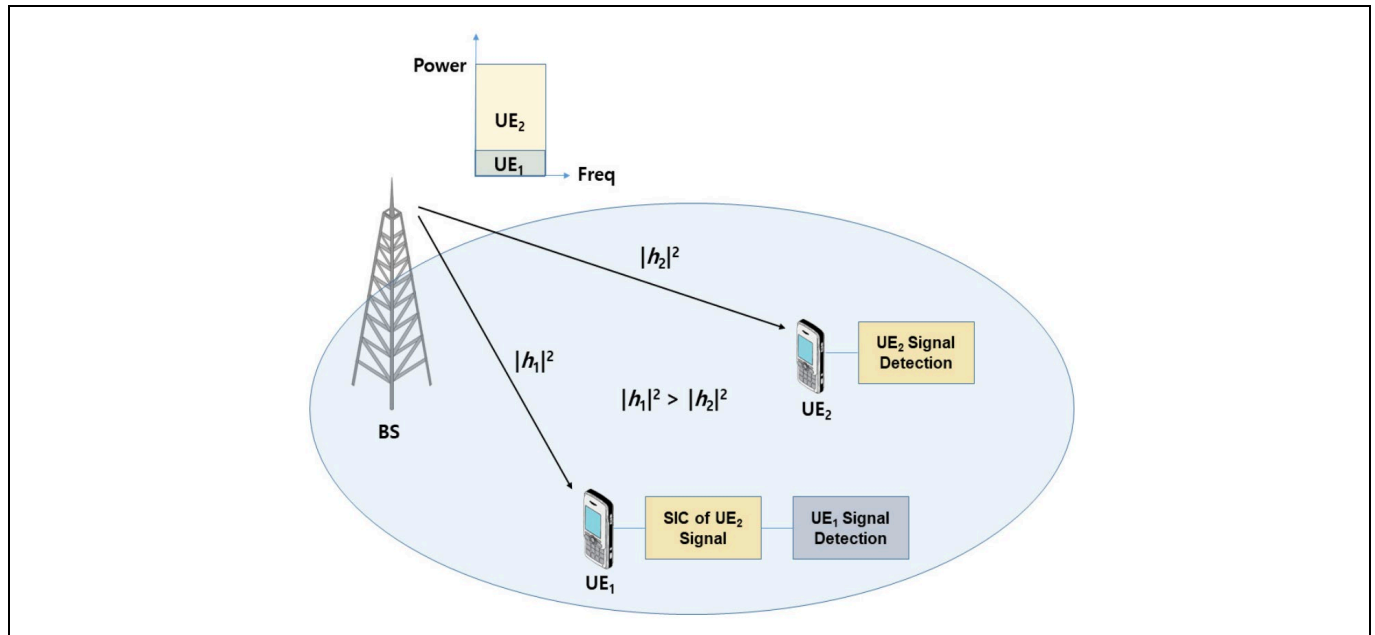 Power
UE₂
UE₁
Freq
|h₂|²
|h₁|²
UE₂ Signal
Detection
|h₁|² > |h₂|²
UE₂
BS
SIC of UE₂
Signal
UE₁ Signal
Detection
UE₁